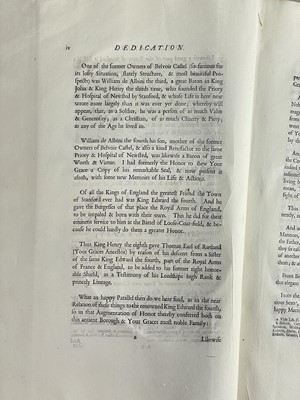 iv DEDICATION.
One of the former Owners of Belvoir Castel (so famous for
its lofty Situation, stately Structure, & most beautiful Pro-
spect) was William de Albini the third, a great Baron in King
John & King Henry the thirds time, who founded the Priory
& Hospital of Newsted by Stanford, & whose Life is here now
wrote more largely than it was ever yet done; whereby will
appear, that, as a Soldier, he was a person of as much Valor
& Generosity; as a Christian, of as much Charity & Piety,
as any of the Age he lived in.
William de Albini the fourth his son, another of the former
Owners of Belvoir Castel, & also a kind Benefactor to the same
Priory & Hospital of Newsted, was likewise a Baron of great
Worth & Vertue. I had formerly the Honor to shew Your
Grace a Copy of his remarkable Seal, & now present it
afresh, with some new Memoirs of his Life & Actions.
Of all the Kings of England the greatest Friend the Town
of Stanford ever had was King Edward the fourth. And he
gave the Burgesses of that place the Royal Arms of England,
to be impaled & born with their own. This he did for their
eminent service to him at the Battel of Loose-Coat-field, & be-
cause he could hardly do them a greater Honor.
Thus King Henry the eighth gave Thomas Earl of Rutland
(Your Graces Ancestor) by reason of his descent from a Sister
of the same King Edward the fourth, part of the Royal Arms
of France & England, to be added to his former right honor-
able Shield, as a Testimony of his Lordships high Rank &
princely Lineage.
What an happy Parallel then do we hear find, as in the near
Relation of those things to the renowned King Edward the fourth,
so in that Augmentation of Honor thereby conferred both on
this antient Borough & Your Graces most noble Family!
a Likewise